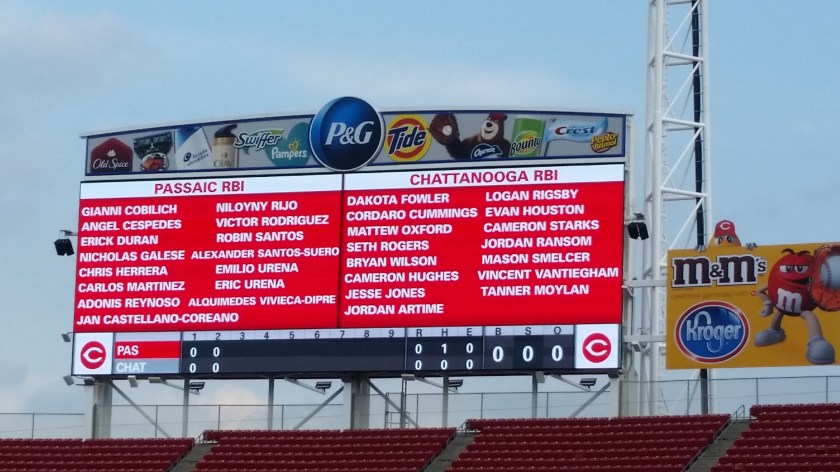 P&G
Old Spice
Swiffer
Pampers
Tide
Charmin
Bounty
Crest
Pepto Bismol
PASSAIC RBI
GIANNI COBILICH
ANGEL CESPEDES
ERICK DURAN
NICHOLAS GALESE
CHRIS HERRERA
CARLOS MARTINEZ
ADONIS REYNOSO
JAN CASTELLANO-COREANO
NILOYNY RIJO
VICTOR RODRIGUEZ
ROBIN SANTOS
ALEXANDER SANTOS-SUERO
EMILIO URENA
ERIC URENA
ALQUIMEDES VIVIECA-DIPRE
CHATTANOOGA RBI
DAKOTA FOWLER
CORDARO CUMMINGS
MATTEW OXFORD
SETH ROGERS
BRYAN WILSON
CAMERON HUGHES
JESSE JONES
JORDAN ARTIME
LOGAN RIGSBY
EVAN HOUSTON
CAMERON STARKS
JORDAN RANSOM
MASON SMELCER
VINCENT VANTIEGHAM
TANNER MOYLAN
1 2 3 4 5 6 7 8 9 R H E B S O
PAS 0 0 0 1 0 0 0 0
CHAT 0 0 0 0 0
m&m's
Kroger